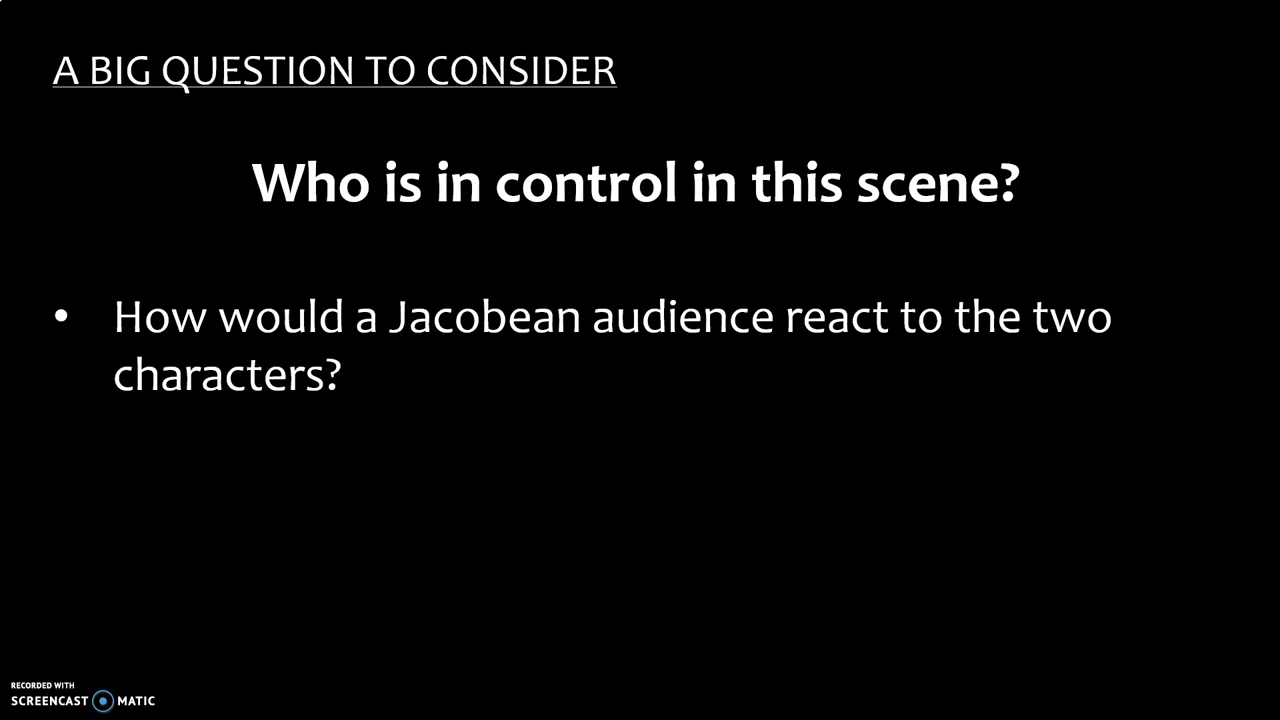 A BIG QUESTION TO CONSIDER
Who is in control in this scene?
• How would a Jacobean audience react to the two
characters?
RECORDED WITH
SCREENCAST MATIC